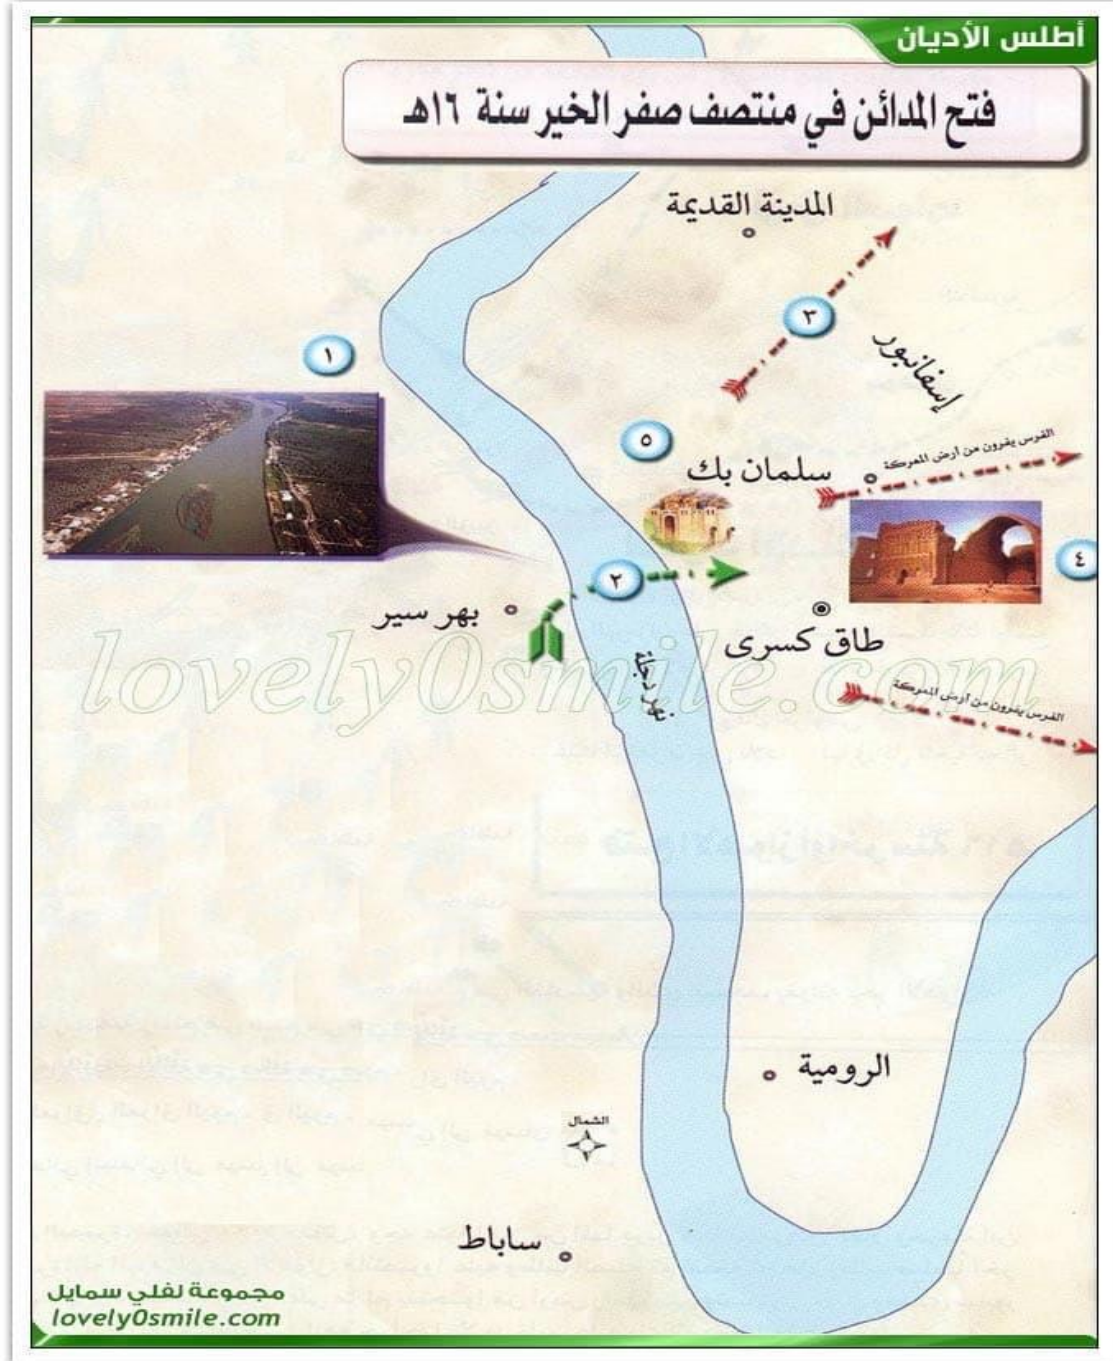 أطلس الأديان
فتح المدائن في منتصف صفر الخير سنة ١٦هـ
المدينة القديمة
٣
١
إسفانبور
٥
الفرس يفرون من أرض المعركة
سلمان بك
٤
٢
بهر سير
طاق كسرى
lovely0smile.com
نهر دجلة
الفرس يفرون من أرض المعركة
الرومية
الشمال
ساباط
مجموعة لفلي سمايل
lovely0smile.com